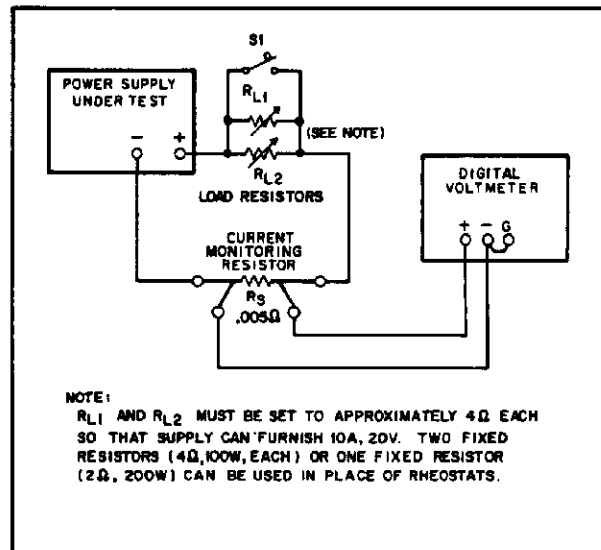 S1
POWER SUPPLY
UNDER TEST
- +
RL1
(SEE NOTE)
RL2
LOAD RESISTORS
DIGITAL
VOLTMETER
+ - G
CURRENT
MONITORING
RESISTOR
RS
.005Ω
NOTE:
RL1 AND RL2 MUST BE SET TO APPROXIMATELY 4Ω EACH
SO THAT SUPPLY CAN FURNISH 10A, 20V. TWO FIXED
RESISTORS (4Ω, 100W, EACH) OR ONE FIXED RESISTOR
(2Ω, 200W) CAN BE USED IN PLACE OF RHEOSTATS.